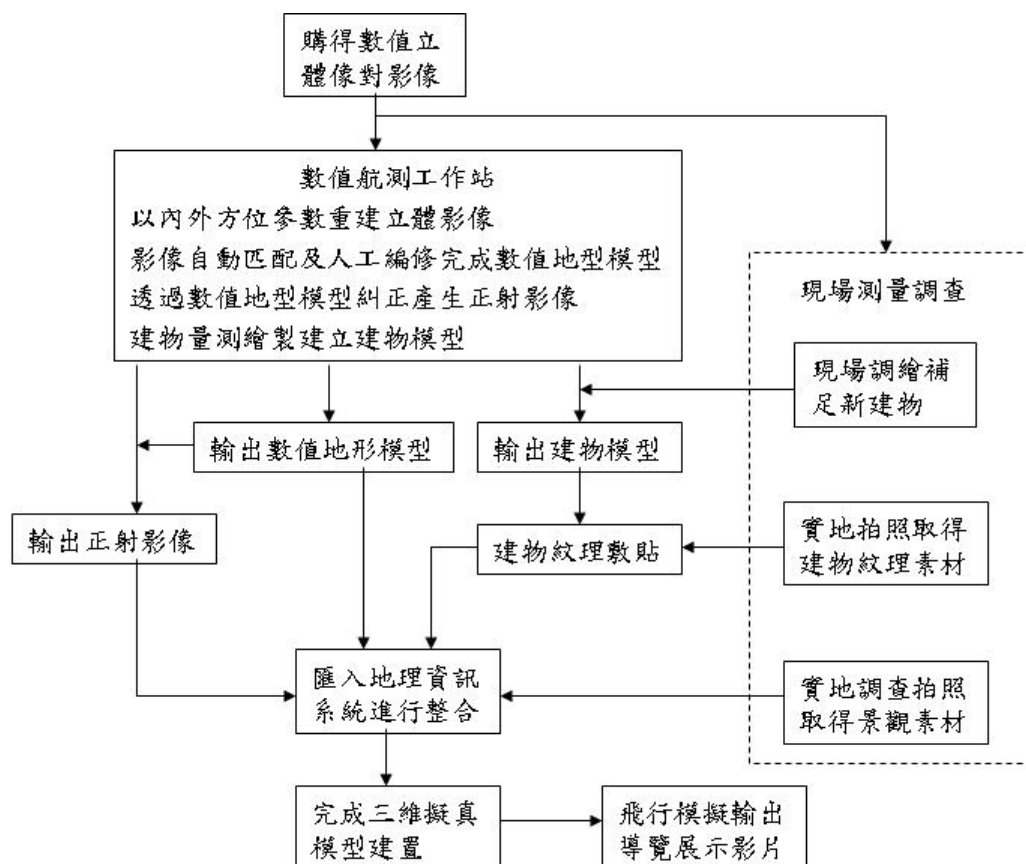 購得數值立
體像對影像
數值航測工作站
以內外方位參數重建立體影像
影像自動匹配及人工編修完成數值地型模型
透過數值地型模型糾正產生正射影像
建物量測繪製建立建物模型
現場測量調查
現場調繪補
足新建物
輸出數值地形模型
輸出建物模型
輸出正射影像
建物紋理敷貼
實地拍照取得
建物紋理素材
匯入地理資訊
系統進行整合
實地調查拍照
取得景觀素材
完成三維擬真
模型建置
飛行模擬輸出
導覽展示影片